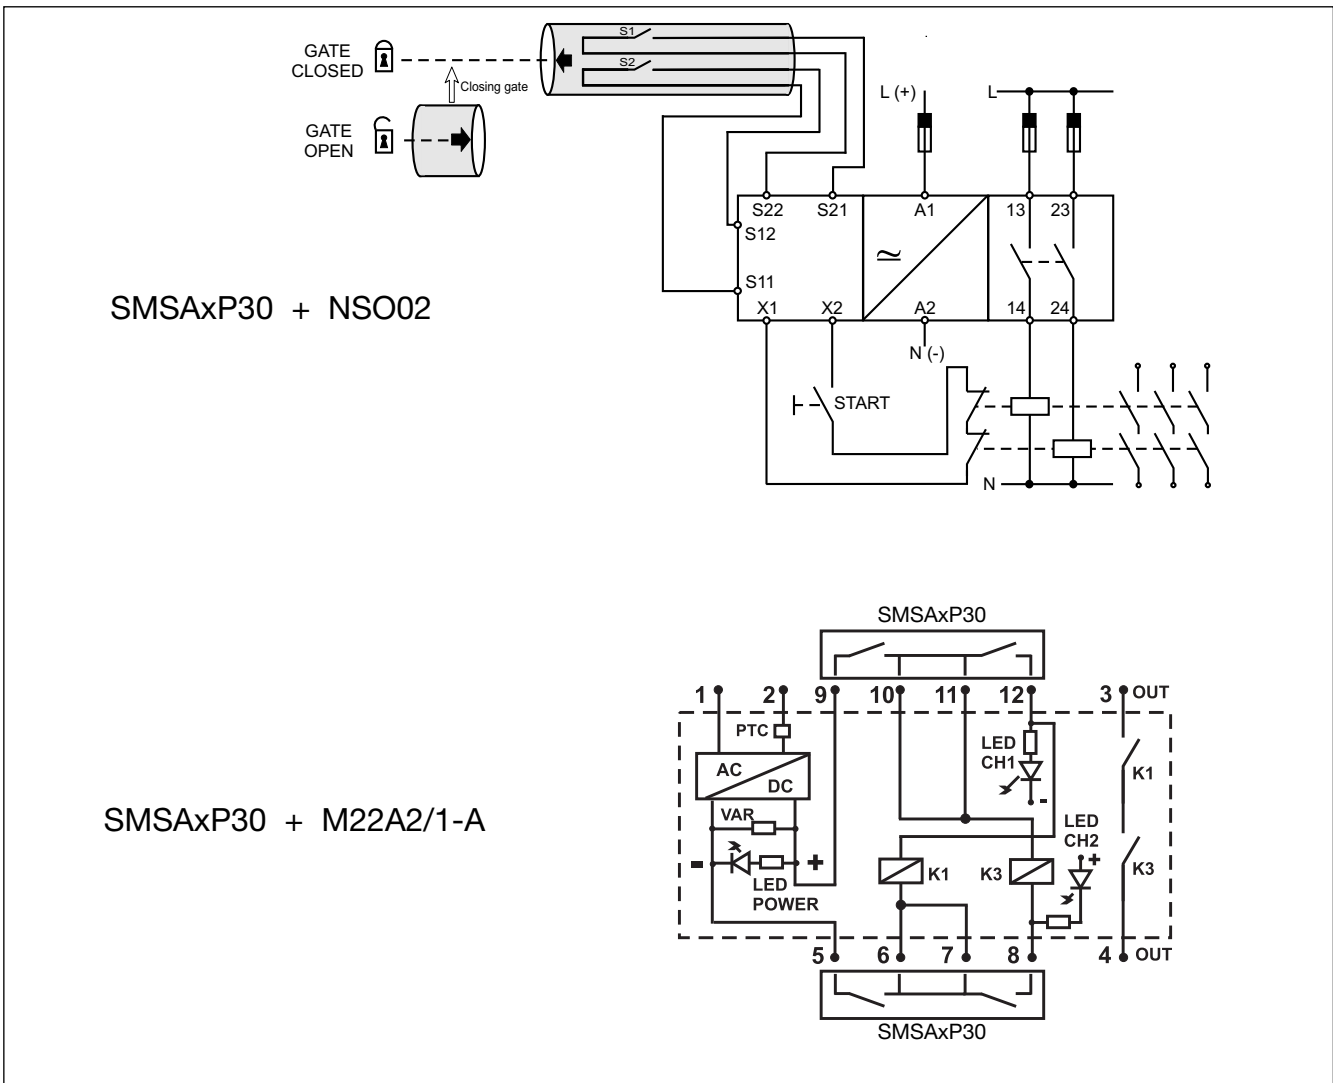 GATE
CLOSED
Closing gate
GATE
OPEN
S1
S2
L (+)
L
S22 S21 A1 13 23
S12
≃
S11
X1 X2 A2 14 24
N (-)
START
N
SMSAxP30 + NSO02
SMSAxP30
1 2 9 10 11 12 3 OUT
PTC
AC
DC
LED
CH1
-
K1
VAR
LED
CH2
+
-
+
K1
K3
K3
LED
POWER
5 6 7 8 4 OUT
SMSAxP30
SMSAxP30 + M22A2/1-A